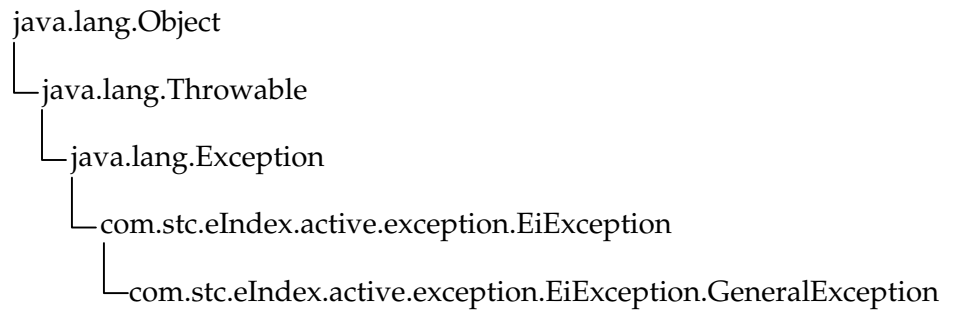 java.lang.Object
java.lang.Throwable
java.lang.Exception
com.stc.eIndex.active.exception.EiException
com.stc.eIndex.active.exception.EiException.GeneralException